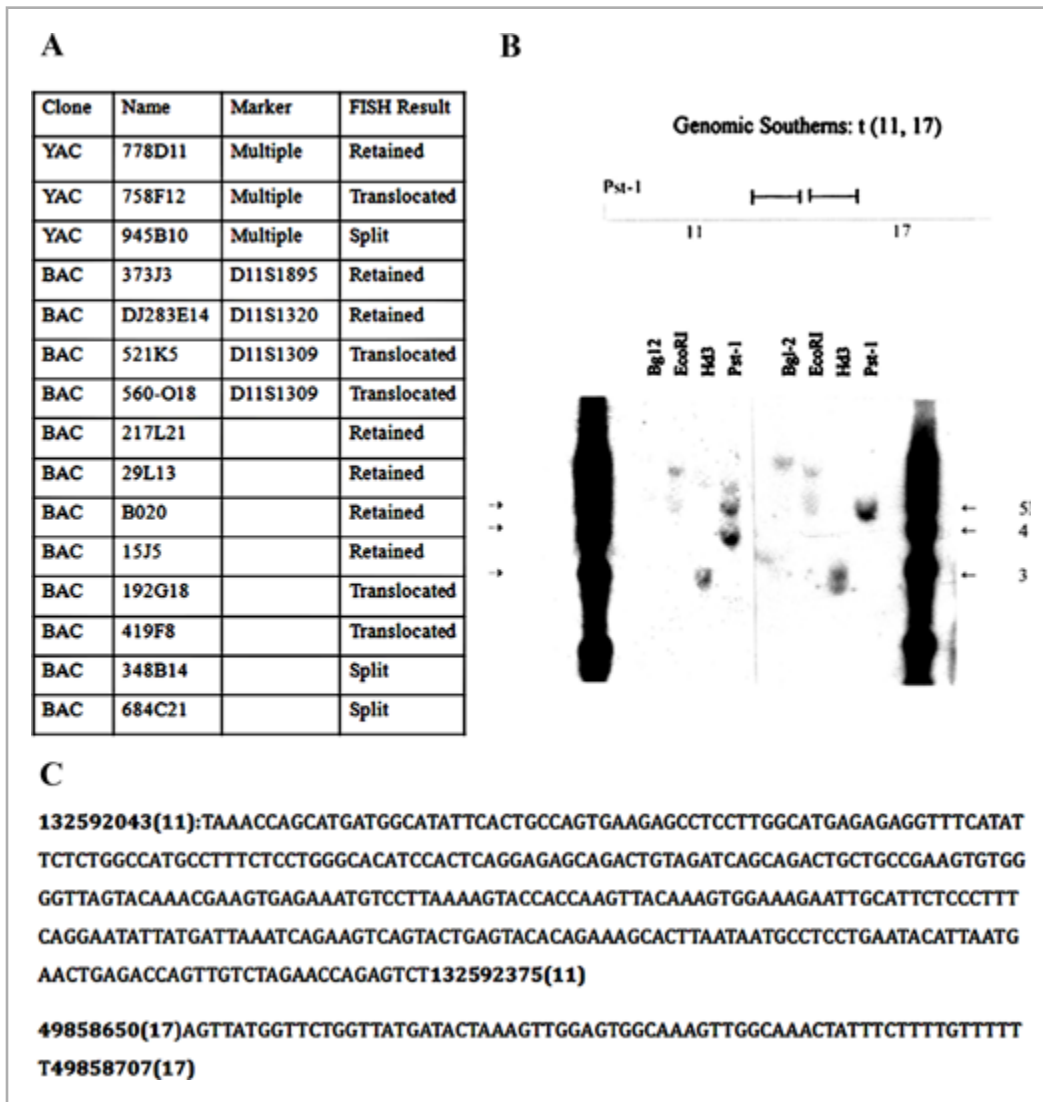 A
B
Clone Name Marker FISH Result
YAC 778D11 Multiple Retained
YAC 758F12 Multiple Translocated
YAC 945B10 Multiple Split
BAC 373J3 D11S1895 Retained
BAC DJ283E14 D11S1320 Retained
BAC 521K5 D11S1309 Translocated
BAC 560-O18 D11S1309 Translocated
BAC 217L21 Retained
BAC 29L13 Retained
BAC B020 Retained
BAC 15J5 Retained
BAC 192G18 Translocated
BAC 419F8 Translocated
BAC 348B14 Split
BAC 684C21 Split
Genomic Southerns: t (11, 17)
Pst-1
11 17
Bg12 EcoRI Hd3 Pst-1 Bgl-2 EcoRI Hd3 Pst-1
4
3
C
132592043(11):TAAACCAGCATGATGGCATATTCACTGCCAGTGAAGAGCCTCCTTGGCATGAGAGAGGTTTCATAT
TCTCTGGCCATGCCTTTCTCCTGGGCACATCCACTCAGGAGAGCAGACTGTAGATCAGCAGACTGCTGCCGAAGTGTGG
GGTTAGTACAAACGAAGTGAGAAATGTCCTTAAAAGTACCACCAAGTTACAAAGTGGAAAGAATTGCATTCTCCCTTT
CAGGAATATTATGATTAAATCAGAAGTCAGTACTGAGTACACAGAAAGCACTTAATAATGCCTCCTGAATACATTAATG
AACTGAGACCAGTTGTCTAGAACCAGAGTCT132592375(11)
49858650(17)AGTTATGGTTCTGGTTATGATACTAAAGTTGGAGTGGCAAAGTTGGCAAACTATTTCTTTTGTTTTT
T49858707(17)